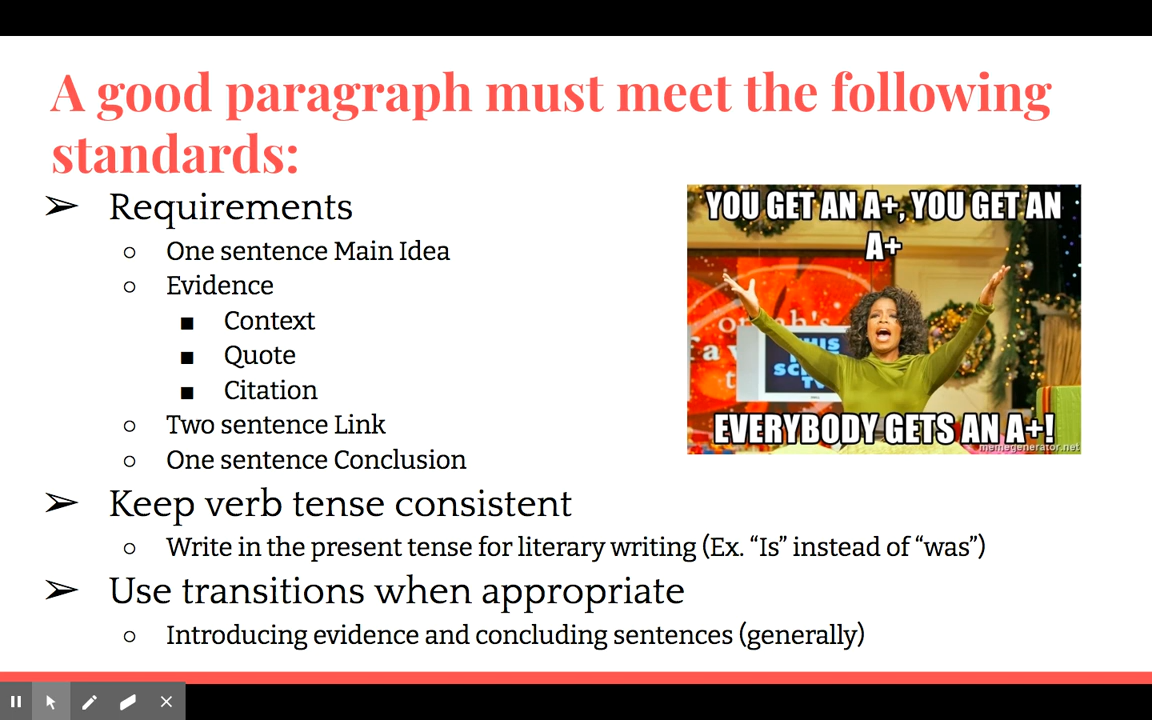 A good paragraph must meet the following
standards:
➢ Requirements
○ One sentence Main Idea
○ Evidence
■ Context
■ Quote
■ Citation
○ Two sentence Link
○ One sentence Conclusion
➢ Keep verb tense consistent
○ Write in the present tense for literary writing (Ex. “Is” instead of “was”)
➢ Use transitions when appropriate
○ Introducing evidence and concluding sentences (generally)
YOU GET AN A+, YOU GET AN
A+
EVERYBODY GETS AN A+!
memegenerator.net